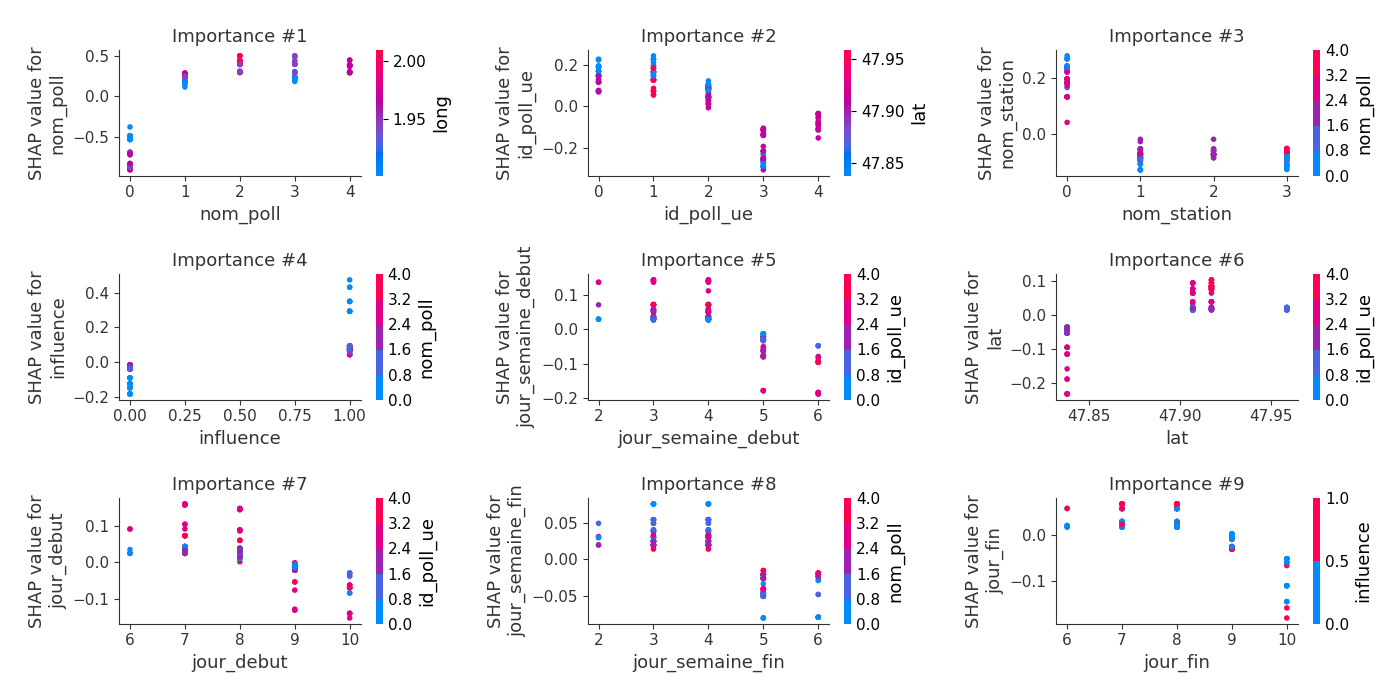 Importance #1
SHAP value for
nom_poll
0.5
0.0
−0.5
0
1
2
3
4
nom_poll
2.00
1.95
long
Importance #2
SHAP value for
id_poll_ue
0.2
0.0
−0.2
0
1
2
3
4
id_poll_ue
47.95
47.90
47.85
lat
Importance #3
SHAP value for
nom_station
0.2
0.0
0
1
2
3
nom_station
4.0
3.2
2.4
1.6
0.8
0.0
nom_poll
Importance #4
SHAP value for
influence
0.4
0.2
0.0
−0.2
0.00
0.25
0.50
0.75
1.00
influence
4.0
3.2
2.4
1.6
0.8
0.0
nom_poll
Importance #5
SHAP value for
jour_semaine_debut
0.1
0.0
−0.1
−0.2
2
3
4
5
6
jour_semaine_debut
4.0
3.2
2.4
1.6
0.8
0.0
id_poll_ue
Importance #6
SHAP value for
lat
0.1
0.0
−0.1
−0.2
47.85
47.90
47.95
lat
4.0
3.2
2.4
1.6
0.8
0.0
id_poll_ue
Importance #7
SHAP value for
jour_debut
0.1
0.0
−0.1
6
7
8
9
10
jour_debut
4.0
3.2
2.4
1.6
0.8
0.0
id_poll_ue
Importance #8
SHAP value for
jour_semaine_fin
0.05
0.00
−0.05
2
3
4
5
6
jour_semaine_fin
4.0
3.2
2.4
1.6
0.8
0.0
nom_poll
Importance #9
SHAP value for
jour_fin
0.0
−0.1
6
7
8
9
10
jour_fin
1.0
0.5
0.0
influence